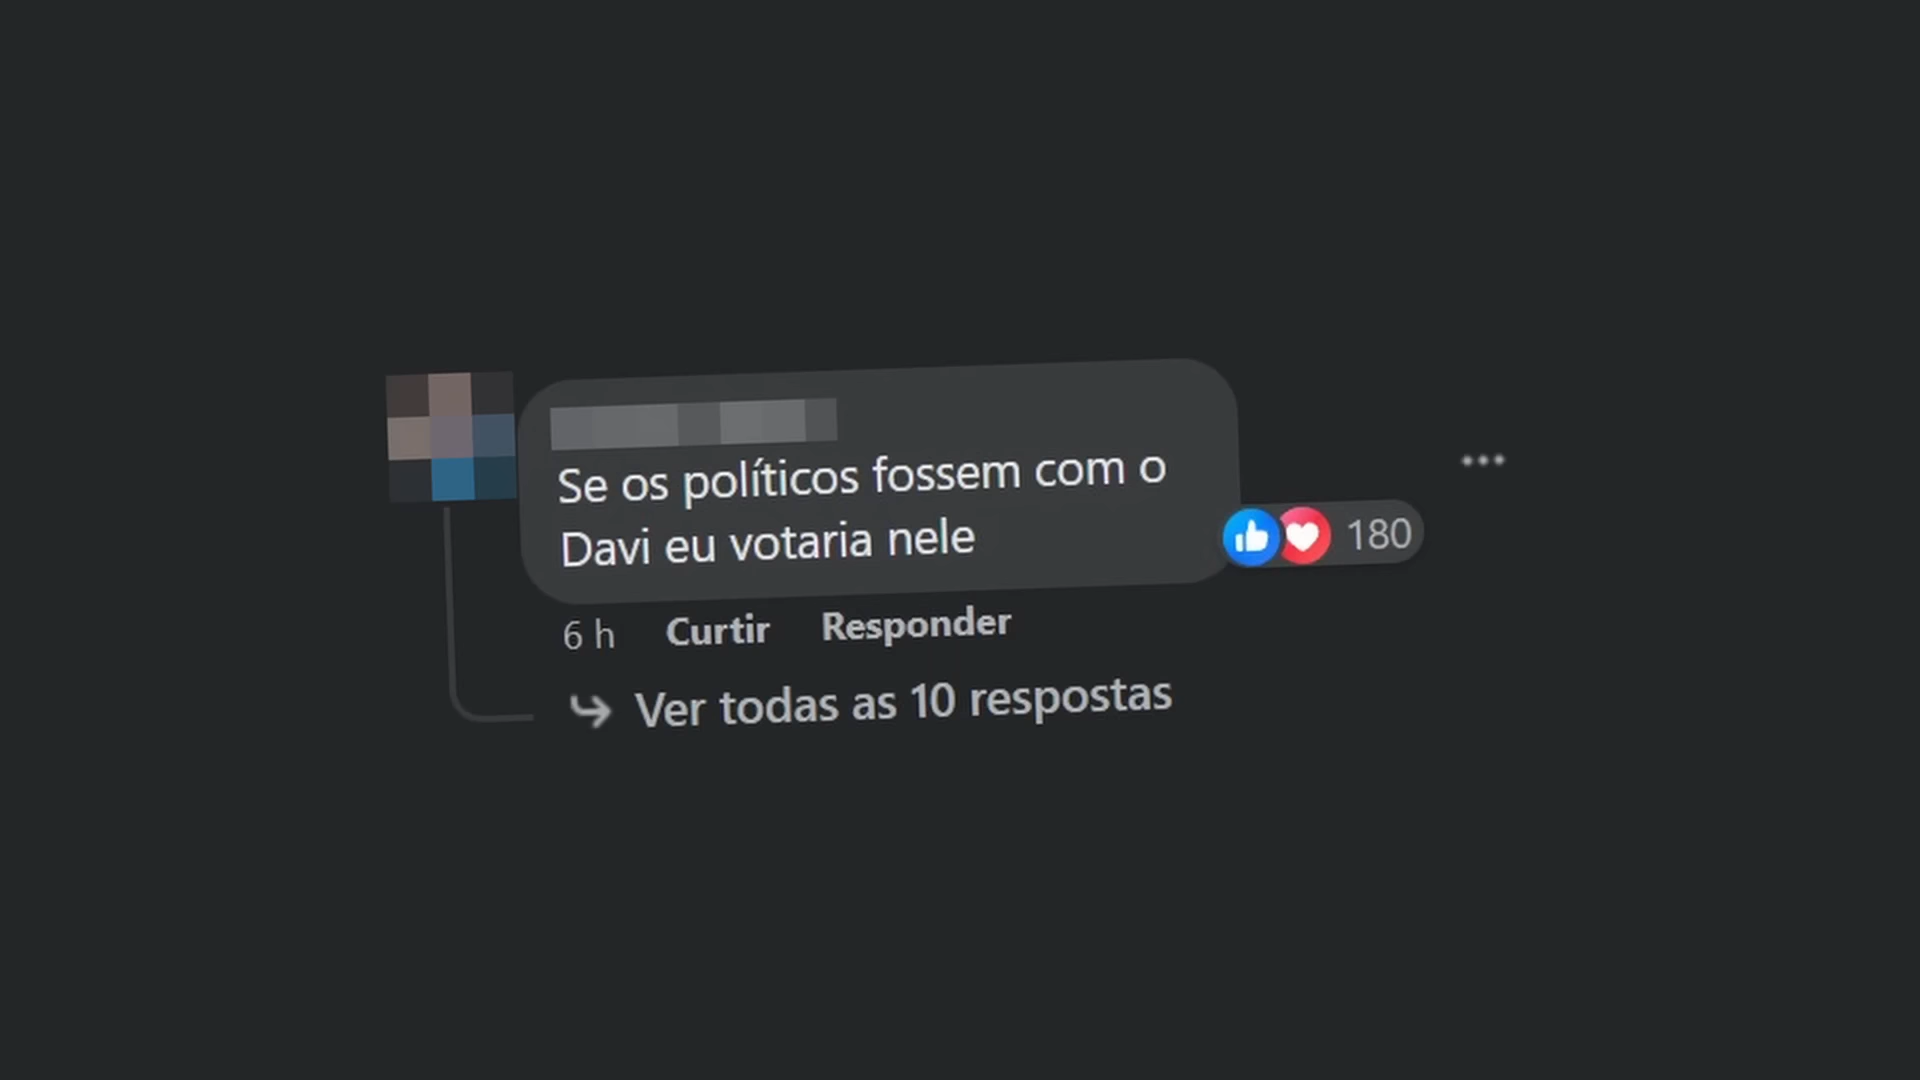 Se os políticos fossem com o
Davi eu votaria nele
180
6 h Curtir Responder
Ver todas as 10 respostas